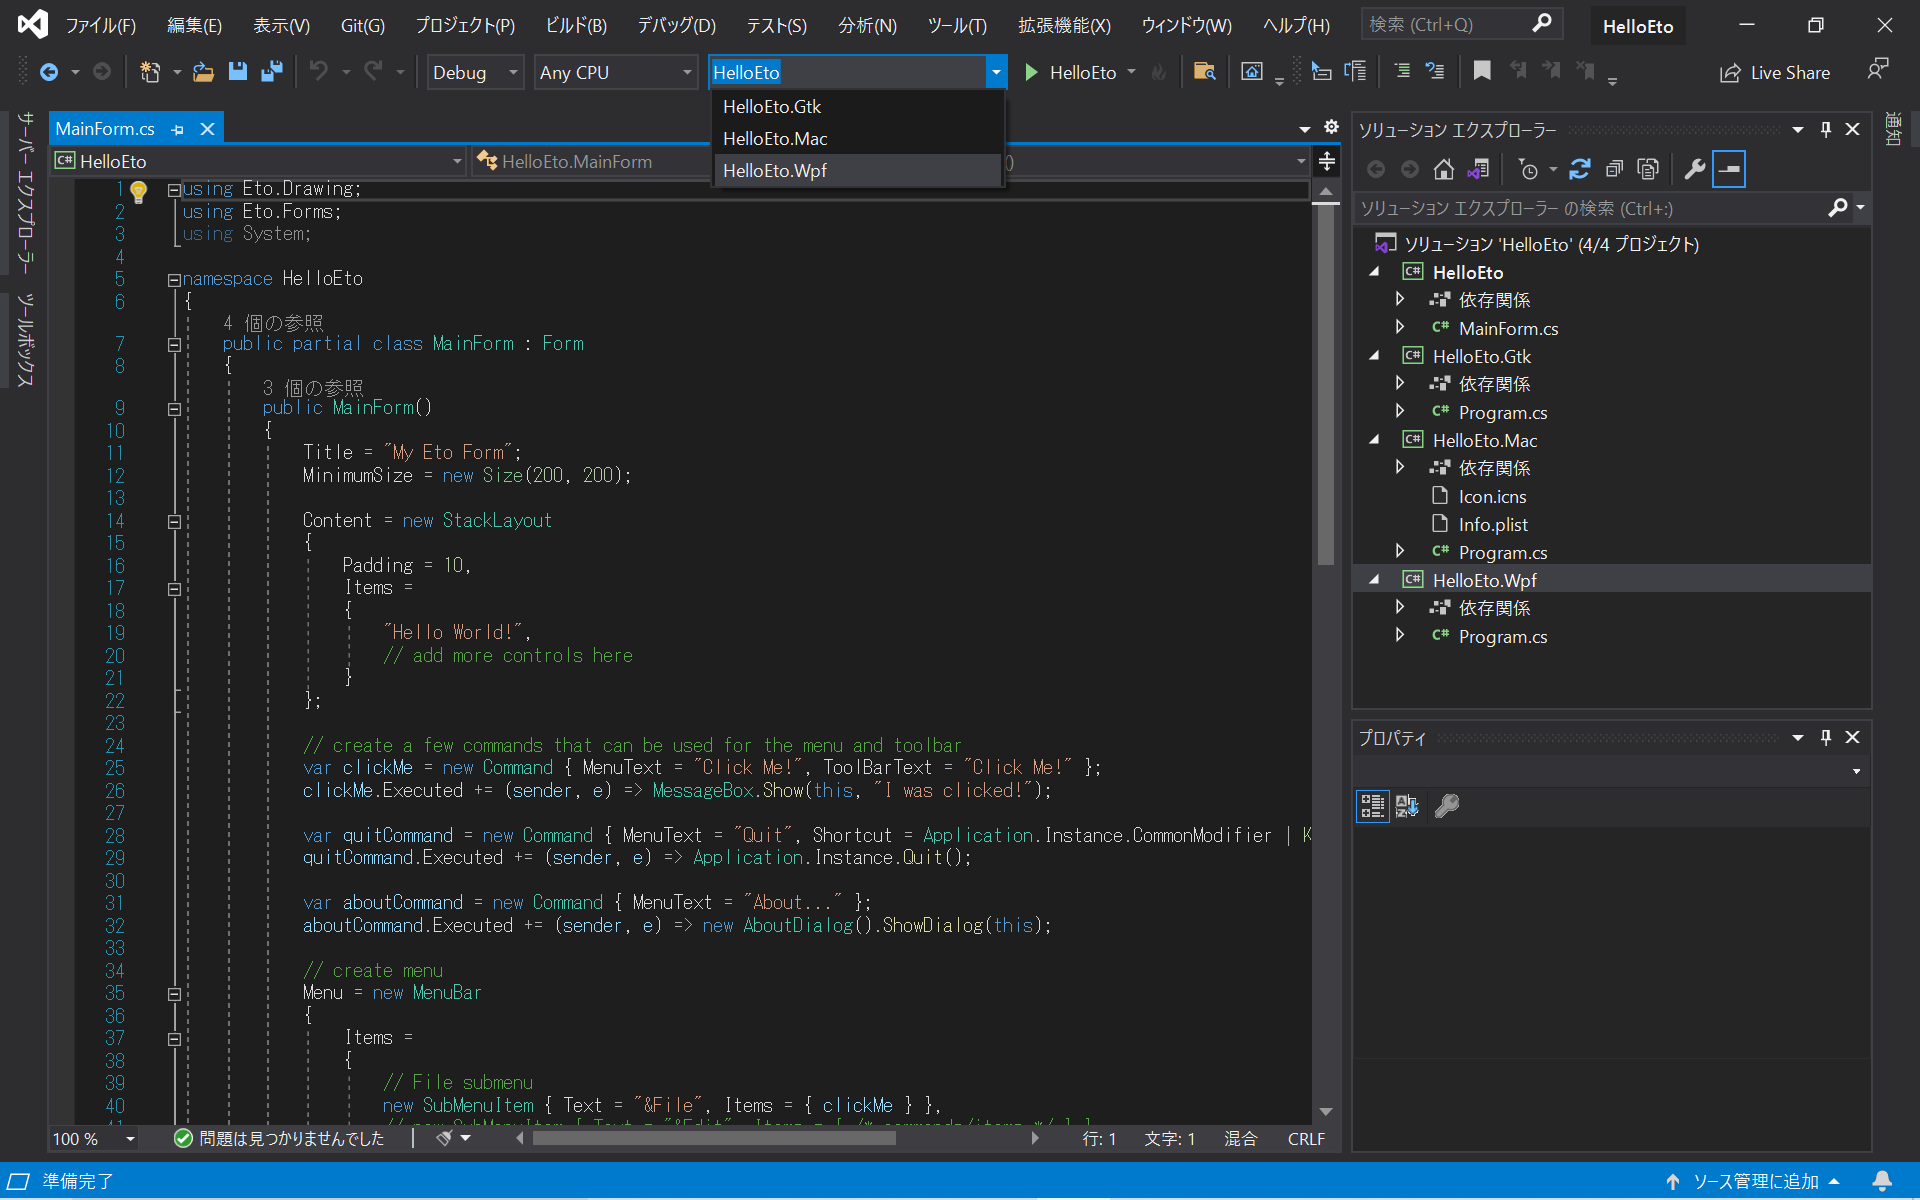 ファイル(F) 編集(E) 表示(V) Git(G) プロジェクト(P) ビルド(B) デバッグ(D) テスト(S) 分析(N) ツール(T) 拡張機能(X) ウィンドウ(W) ヘルプ(H) 検索 (Ctrl+Q) HelloEto
Debug Any CPU HelloEto HelloEto Live Share
HelloEto.Gtk
HelloEto.Mac
HelloEto.Wpf
サーバー エクスプローラー
ツールボックス
MainForm.cs
C# HelloEto HelloEto.MainForm ()
1 using Eto.Drawing;
2 using Eto.Forms;
3 using System;
4
5 namespace HelloEto
6 {
4 個の参照
7 public partial class MainForm : Form
8 {
3 個の参照
9 public MainForm()
10 {
11 Title = "My Eto Form";
12 MinimumSize = new Size(200, 200);
13
14 Content = new StackLayout
15 {
16 Padding = 10,
17 Items =
18 {
19 "Hello World!",
20 // add more controls here
21 }
22 };
23
24 // create a few commands that can be used for the menu and toolbar
25 var clickMe = new Command { MenuText = "Click Me!", ToolBarText = "Click Me!" };
26 clickMe.Executed += (sender, e) => MessageBox.Show(this, "I was clicked!");
27
28 var quitCommand = new Command { MenuText = "Quit", Shortcut = Application.Instance.CommonModifier | K
29 quitCommand.Executed += (sender, e) => Application.Instance.Quit();
30
31 var aboutCommand = new Command { MenuText = "About..." };
32 aboutCommand.Executed += (sender, e) => new AboutDialog().ShowDialog(this);
33
34 // create menu
35 Menu = new MenuBar
36 {
37 Items =
38 {
39 // File submenu
40 new SubMenuItem { Text = "&File", Items = { clickMe } },
41 // new SubMenuItem { Text = "&Edit", Items = { /* commands/items */ } },
100 % 問題は見つかりませんでした 行: 1 文字: 1 混合 CRLF
ソリューション エクスプローラー
ソリューション エクスプローラー の検索 (Ctrl+:)
ソリューション 'HelloEto' (4/4 プロジェクト)
C# HelloEto
依存関係
C# MainForm.cs
C# HelloEto.Gtk
依存関係
C# Program.cs
C# HelloEto.Mac
依存関係
Icon.icns
Info.plist
C# Program.cs
C# HelloEto.Wpf
依存関係
C# Program.cs
プロパティ
通知
準備完了 ソース管理に追加